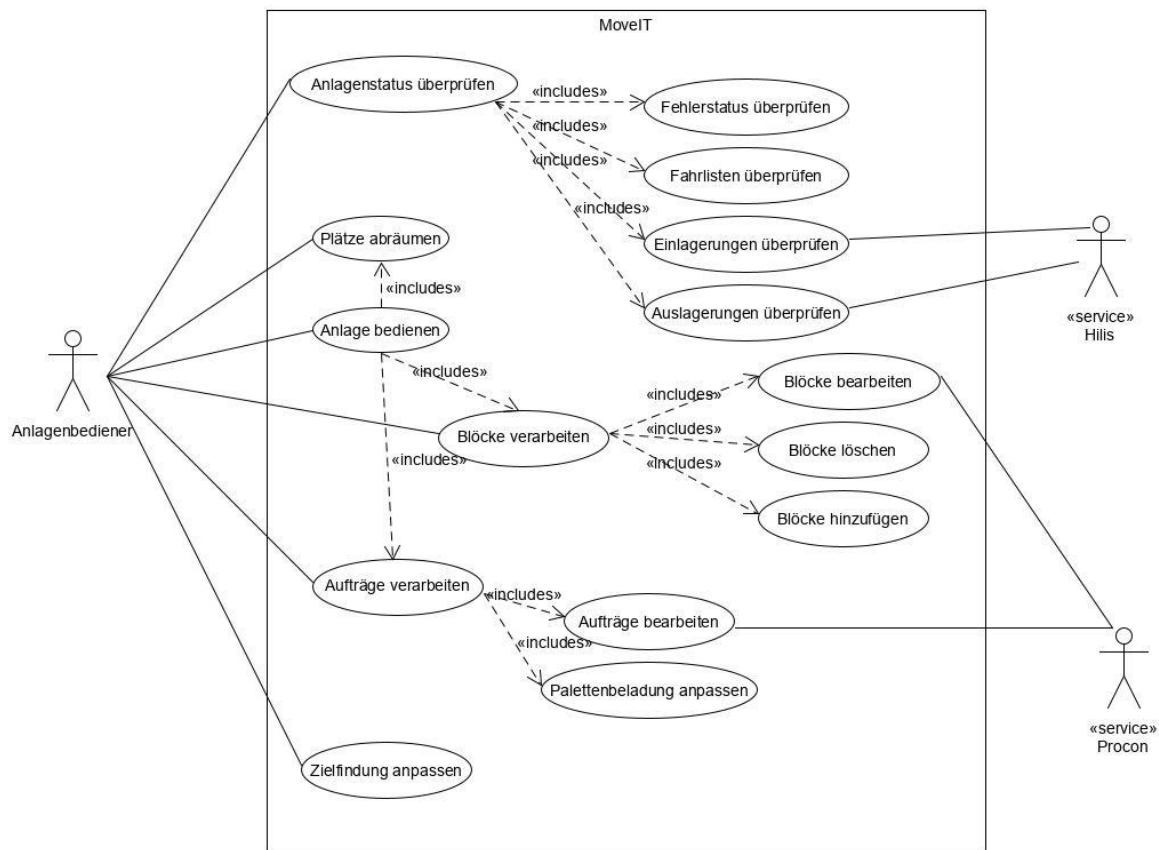 MoveIT
Anlagenstatus überprüfen
«includes»
Fehlerstatus überprüfen
«includes»
«includes»
Fahrlisten überprüfen
«includes»
Plätze abräumen
Einlagerungen überprüfen
«includes»
Auslagerungen überprüfen
«service»
Hilis
Anlage bedienen
Anlagenbediener
«includes»
«includes»
Blöcke bearbeiten
Blöcke verarbeiten
«includes»
Blöcke löschen
«includes»
«includes»
Blöcke hinzufügen
Aufträge verarbeiten
«includes»
Aufträge bearbeiten
«includes»
Palettenbeladung anpassen
«service»
Procon
Zielfindung anpassen